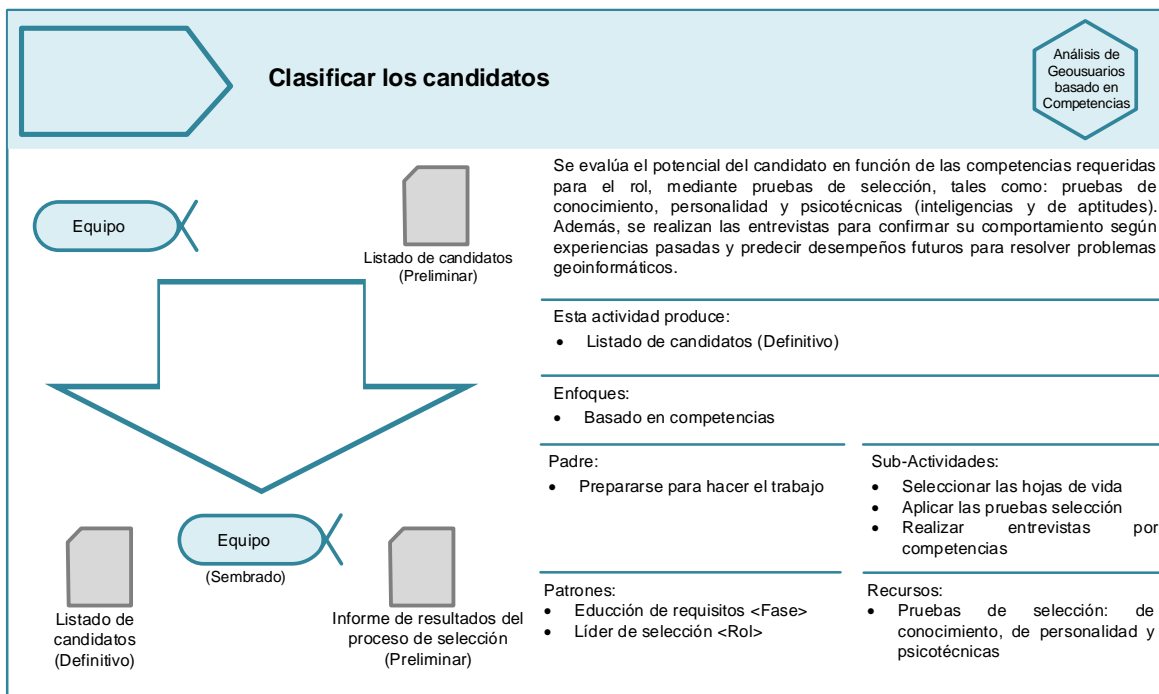 Clasificar los candidatos
Análisis de
Geousuarios
basado en
Competencias
Equipo
Listado de candidatos
(Preliminar)
Equipo
(Sembrado)
Listado de
candidatos
(Definitivo)
Informe de resultados del
proceso de selección
(Preliminar)
Se evalúa el potencial del candidato en función de las competencias requeridas
para el rol, mediante pruebas de selección, tales como: pruebas de
conocimiento, personalidad y psicotécnicas (inteligencias y de aptitudes).
Además, se realizan las entrevistas para confirmar su comportamiento según
experiencias pasadas y predecir desempeños futuros para resolver problemas
geoinformáticos.
Esta actividad produce:
• Listado de candidatos (Definitivo)
Enfoques:
• Basado en competencias
Padre:
• Prepararse para hacer el trabajo
Sub-Actividades:
• Seleccionar las hojas de vida
• Aplicar las pruebas selección
• Realizar entrevistas por
competencias
Patrones:
• Educción de requisitos <Fase>
• Líder de selección <Rol>
Recursos:
• Pruebas de selección: de
conocimiento, de personalidad y
psicotécnicas